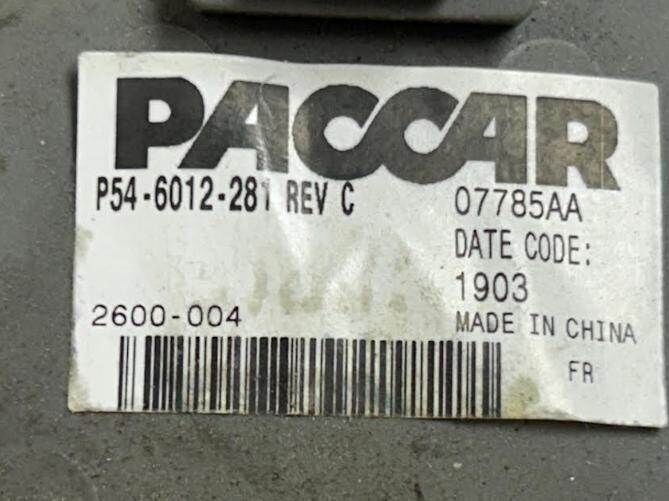 PACCAR
P54-6012-281 REV C
07785AA
DATE CODE:
1903
2600-004
MADE IN CHINA
FR